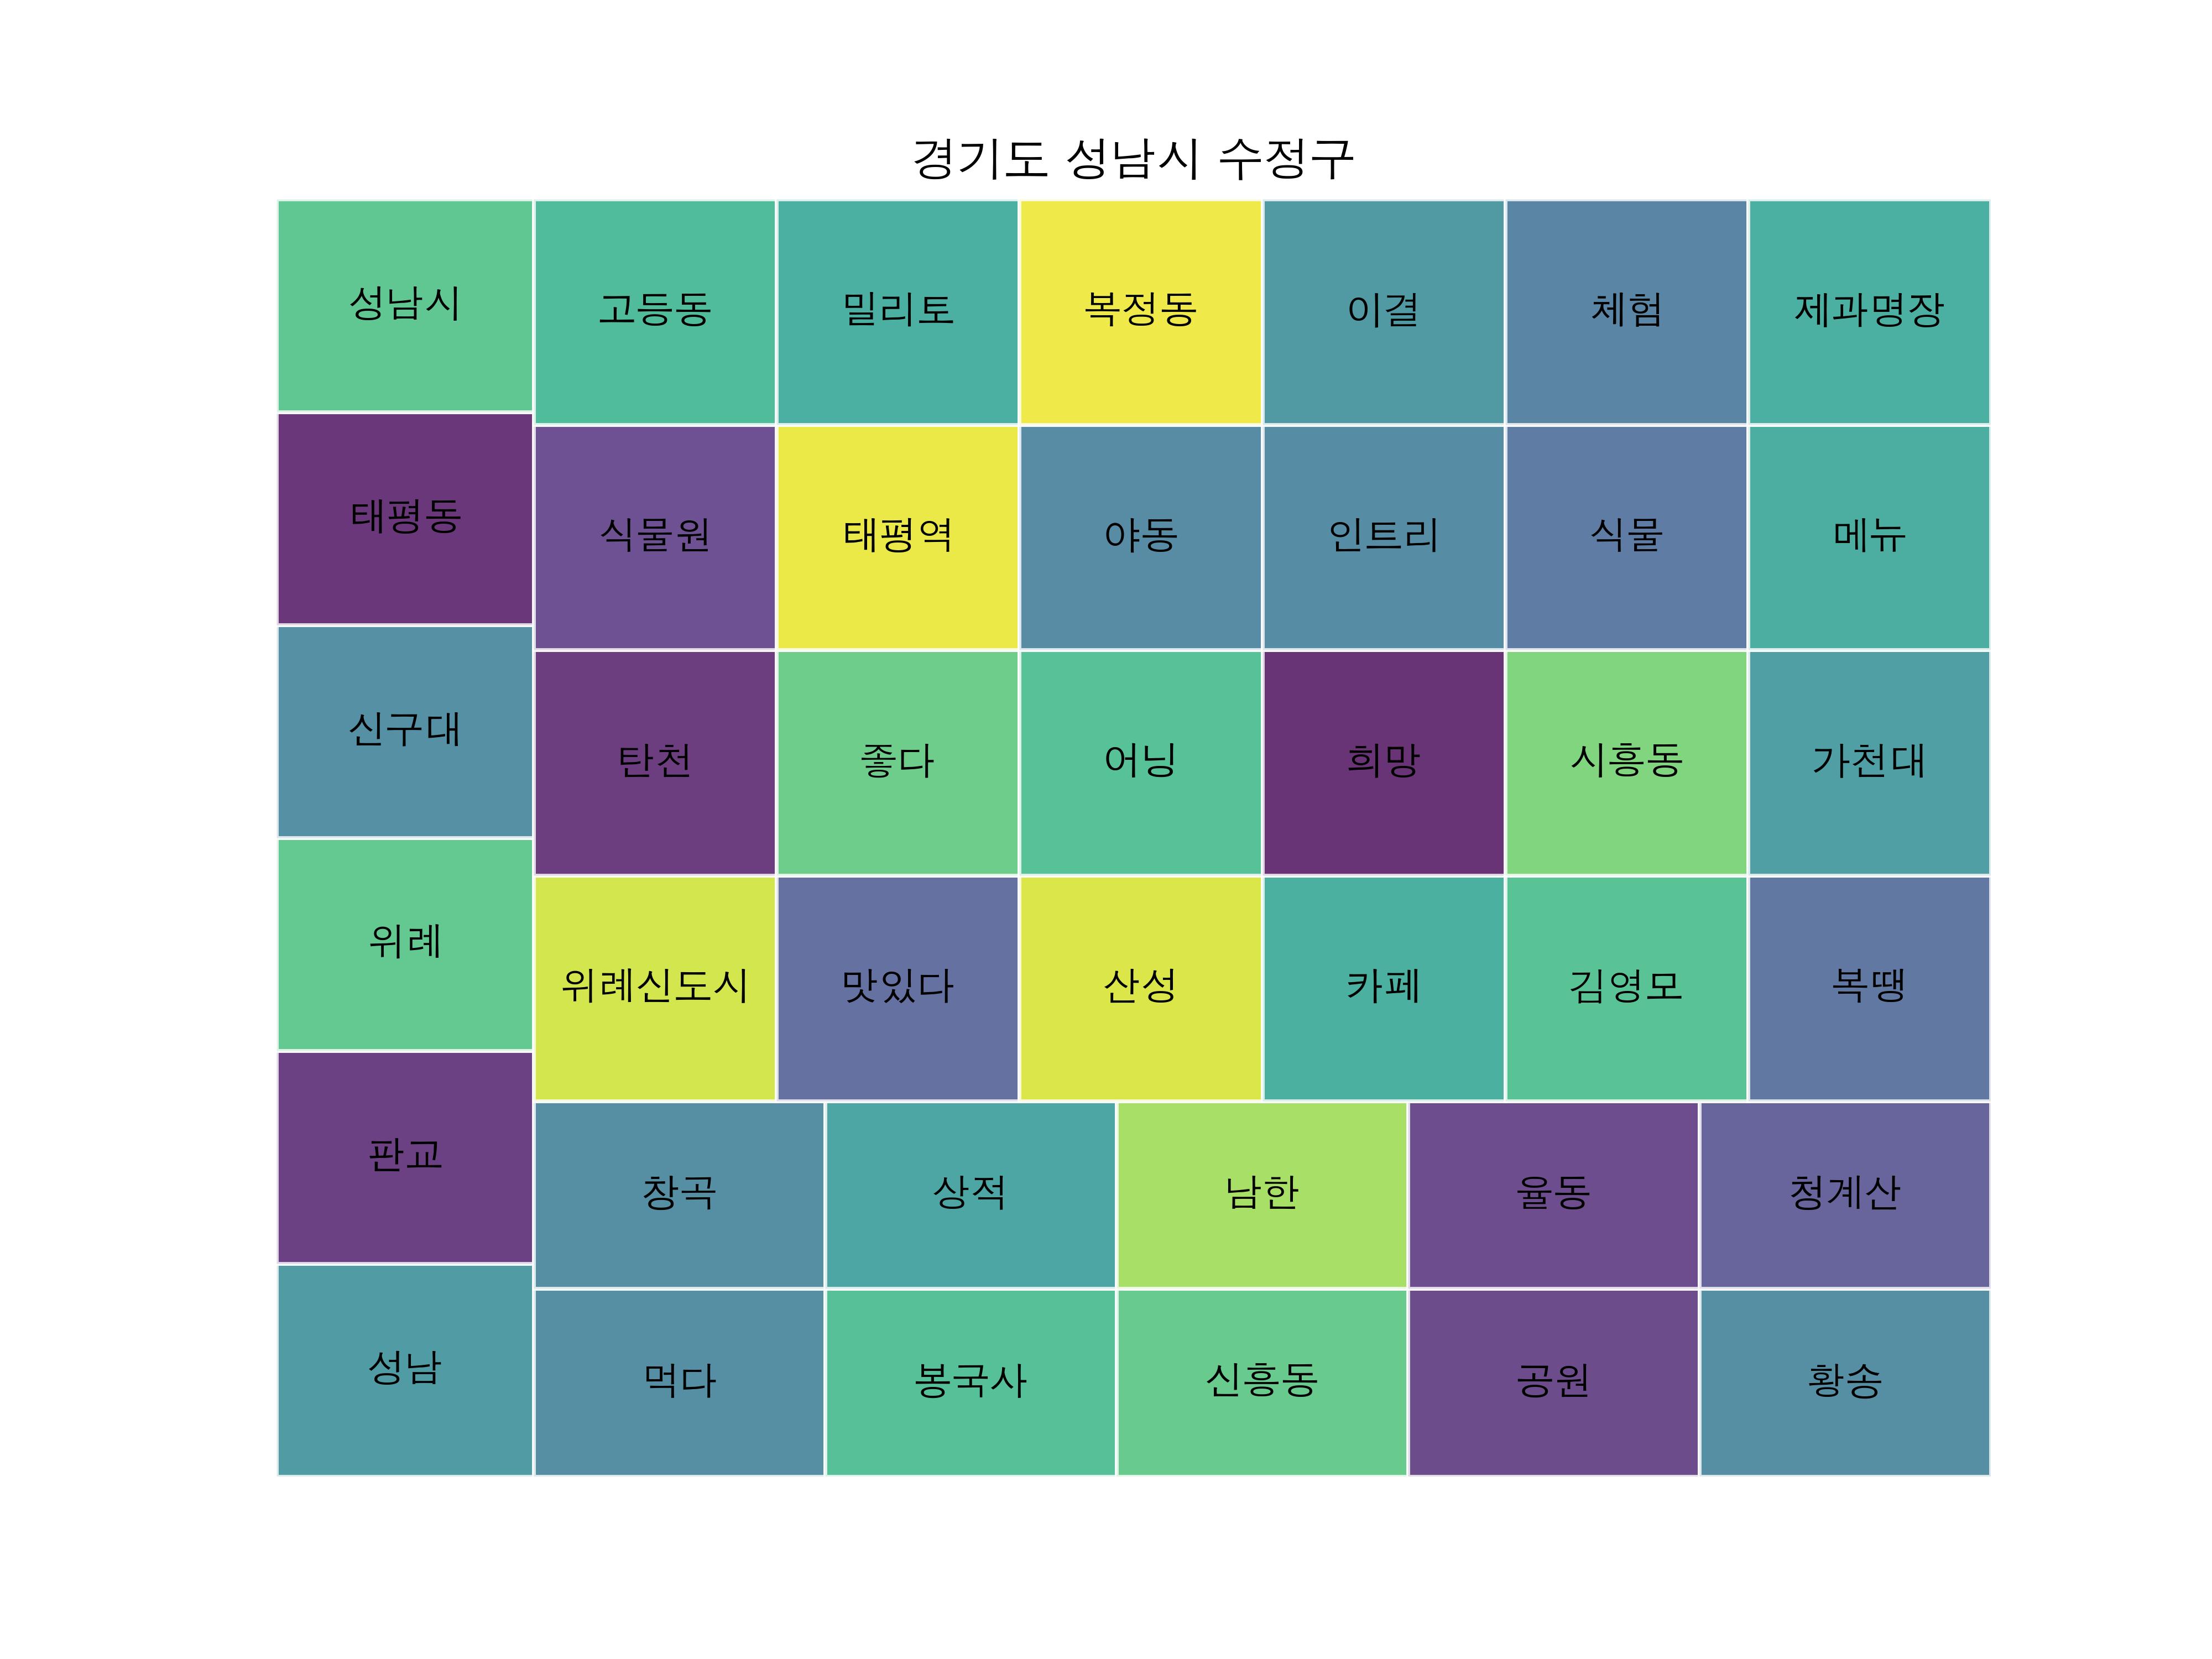 경기도 성남시 수정구
성남시
고등동
밀리토
복정동
이결
체험
제과명장
태평동
식물원
태평역
야동
인트리
식물
메뉴
신구대
탄천
좋다
어닝
희망
시흥동
가천대
위례
위례신도시
맛있다
산성
카페
김영모
복땡
판교
창곡
상적
남한
율동
청계산
성남
먹다
봉국사
신흥동
공원
황송